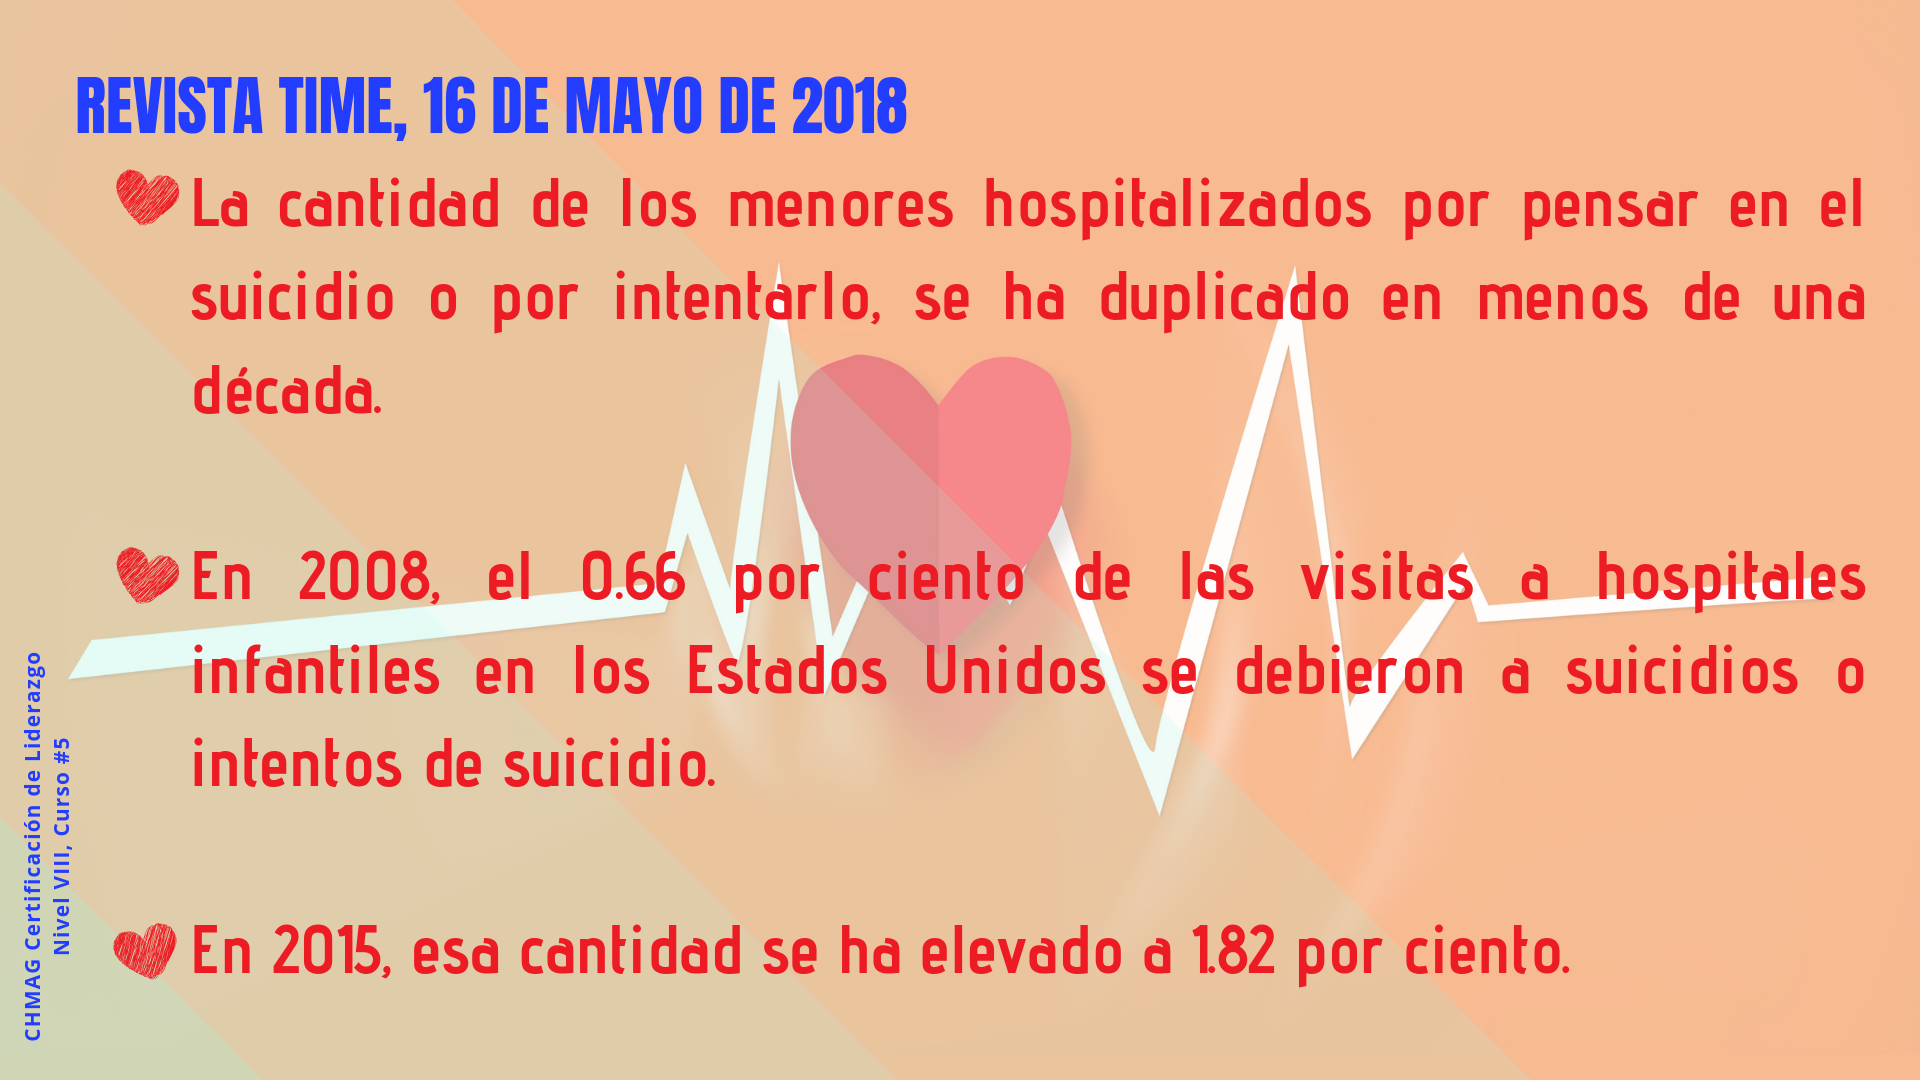 REVISTA TIME, 16 DE MAYO DE 2018
La cantidad de los menores hospitalizados por pensar en el
suicidio o por intentarlo, se ha duplicado en menos de una
década.
En 2008, el 0.66 por ciento de las visitas a hospitales
infantiles en los Estados Unidos se debieron a suicidios o
intentos de suicidio.
En 2015, esa cantidad se ha elevado a 1.82 por ciento.
CHMAG Certificación de Liderazgo
Nivel VIII, Curso #5